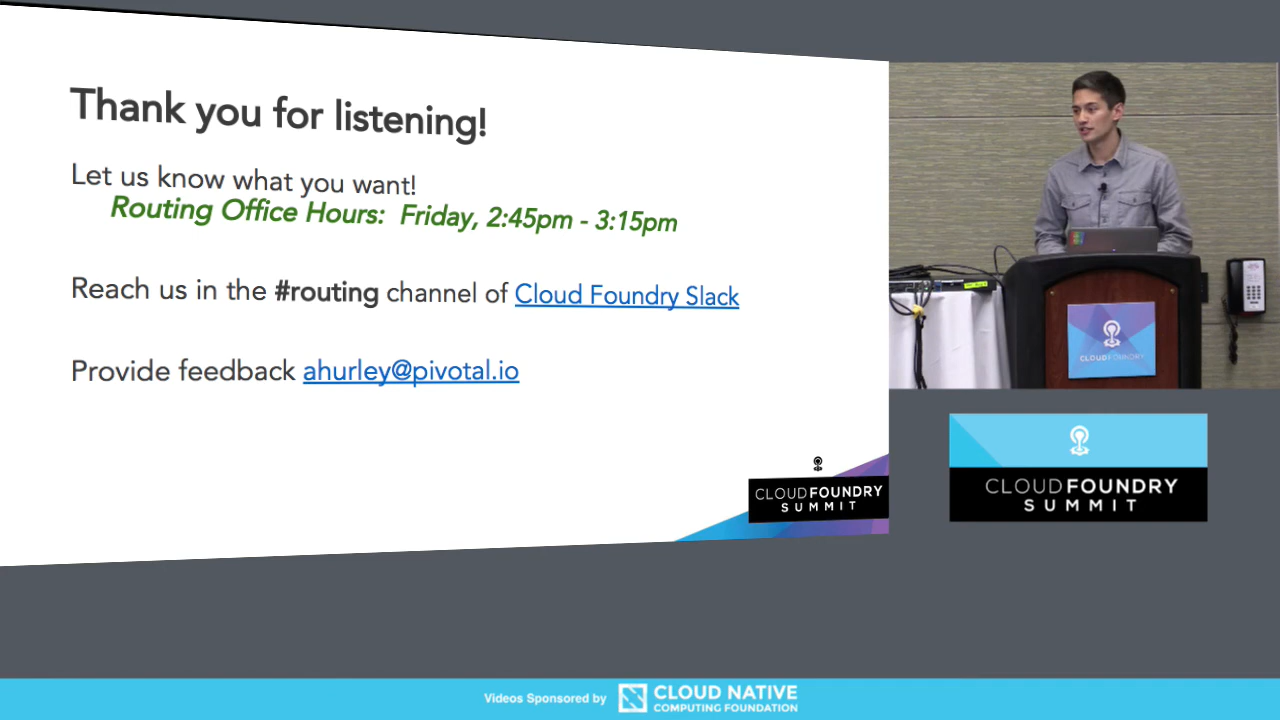 Thank you for listening!
Let us know what you want!
Routing Office Hours:  Friday, 2:45pm - 3:15pm
Reach us in the #routing channel of Cloud Foundry Slack
Provide feedback ahurley@pivotal.io
CLOUDFOUNDRY
SUMMIT
CLOUDFOUNDRY
CLOUDFOUNDRY
SUMMIT
Videos Sponsored by
CLOUD NATIVE
COMPUTING FOUNDATION